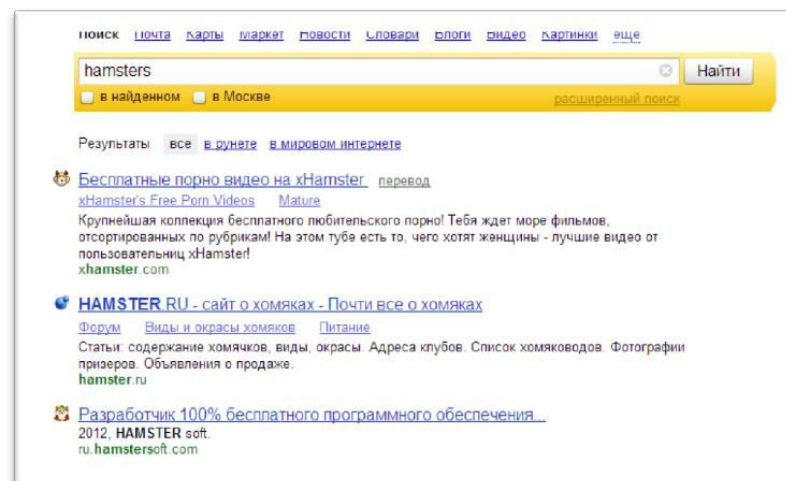 Поиск Почта Карты Маркет Новости Словари Блоги Видео Картинки еще
hamsters Найти
в найденном в Москве расширенный поиск
Результаты все в рунете в мировом интернете
Бесплатные порно видео на xHamster перевод
xHamster's Free Porn Videos Mature
Крупнейшая коллекция бесплатного любительского порно! Тебя ждет море фильмов,
отсортированных по рубрикам! На этом тубе есть то, чего хотят женщины - лучшие видео от
пользовательниц xHamster!
xhamster.com
HAMSTER.RU - сайт о хомяках - Почти все о хомяках
Форум Виды и окрасы хомяков Питание
Статьи: содержание хомячков, виды, окрасы. Адреса клубов. Список хомяководов. Фотографии
призеров. Объявления о продаже.
hamster.ru
Разработчик 100% бесплатного программного обеспечения...
2012, HAMSTER soft.
ru.hamstersoft.com